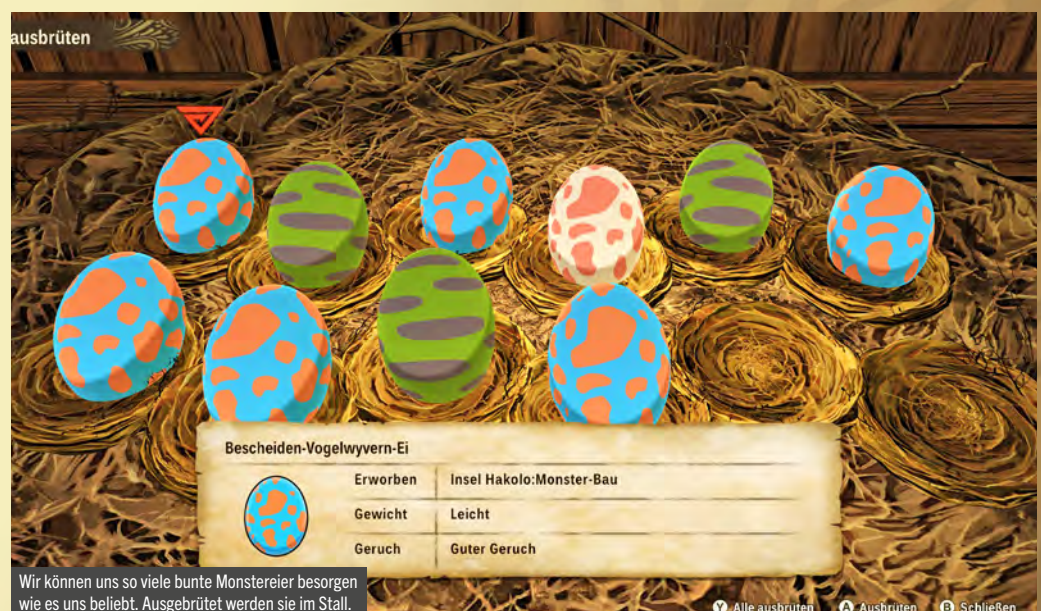 ausbrüten
Bescheiden-Vogelwyvern-Ei
Erworben Insel Hakolo:Monster-Bau
Gewicht Leicht
Geruch Guter Geruch
Wir können uns so viele bunte Monstereier besorgen
wie es uns beliebt. Ausgebrütet werden sie im Stall.
Y Alle ausbrüten A Ausbrüten B Schließen